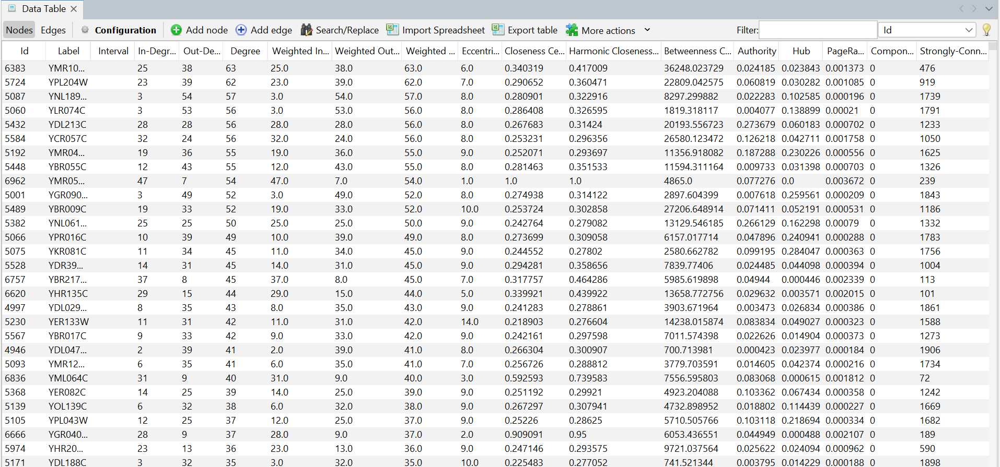 Data Table
Nodes Edges Configuration Add node Add edge Search/Replace Import Spreadsheet Export table More actions Filter: Id
Id Label Interval In-Degr... Out-De... Degree Weighted In... Weighted Out... Weighted ... Eccentri... Closeness Ce... Harmonic Closeness... Betweenness C... Authority Hub PageRa... Compon... Strongly-Conn...
6383 YMR10... 25 38 63 25.0 38.0 63.0 6.0 0.340319 0.417009 36248.023729 0.024185 0.023843 0.001373 0 476
5724 YPL204W 23 39 62 23.0 39.0 62.0 7.0 0.290652 0.360471 22809.042575 0.060819 0.030282 0.001085 0 919
5087 YNL189... 3 54 57 3.0 54.0 57.0 8.0 0.280901 0.322916 8297.299882 0.022283 0.102585 0.000196 0 1739
5060 YLR074C 3 53 56 3.0 53.0 56.0 8.0 0.286408 0.326595 1819.318117 0.004077 0.138899 0.00021 0 1791
5432 YDL213C 28 28 56 28.0 28.0 56.0 8.0 0.267683 0.31424 20193.556723 0.273679 0.060183 0.000702 0 1233
5584 YCR057C 32 24 56 32.0 24.0 56.0 8.0 0.253231 0.296356 26580.123472 0.126218 0.042711 0.001758 0 1050
5192 YMR04... 19 36 55 19.0 36.0 55.0 9.0 0.252071 0.293697 11356.918082 0.187288 0.230226 0.000556 0 1625
5448 YBR055C 12 43 55 12.0 43.0 55.0 8.0 0.281463 0.351533 11594.311164 0.009733 0.031398 0.000703 0 1326
6962 YMR05... 47 7 54 47.0 7.0 54.0 1.0 1.0 1.0 4865.0 0.077276 0.0 0.003672 0 239
5001 YGR090... 3 49 52 3.0 49.0 52.0 8.0 0.274938 0.314122 2897.604399 0.007618 0.259561 0.000209 0 1843
5489 YBR009C 19 33 52 19.0 33.0 52.0 10.0 0.253724 0.302858 27206.648914 0.071411 0.052191 0.000531 0 1186
5382 YNL061... 25 25 50 25.0 25.0 50.0 9.0 0.242764 0.279082 13129.546185 0.266129 0.162298 0.00079 0 1332
5066 YPR016C 10 39 49 10.0 39.0 49.0 8.0 0.273699 0.309058 6157.017714 0.047896 0.240941 0.000288 0 1783
5075 YKR081C 11 34 45 11.0 34.0 45.0 9.0 0.244552 0.27802 2580.662782 0.099195 0.284047 0.000363 0 1756
5528 YDR39... 14 31 45 14.0 31.0 45.0 9.0 0.294281 0.358656 7839.77406 0.024485 0.044098 0.000394 0 1004
6757 YBR217... 37 8 45 37.0 8.0 45.0 7.0 0.317757 0.464286 5985.619898 0.04944 0.000446 0.002339 0 113
6620 YHR135C 29 15 44 29.0 15.0 44.0 5.0 0.339921 0.439922 13658.772756 0.029632 0.003571 0.002015 0 101
4997 YDL029... 8 35 43 8.0 35.0 43.0 9.0 0.241283 0.278861 3903.671964 0.003473 0.026834 0.000386 0 1861
5230 YER133W 11 31 42 11.0 31.0 42.0 14.0 0.218903 0.276604 14238.015874 0.083834 0.049027 0.000323 0 1588
5567 YBR017C 9 33 42 9.0 33.0 42.0 9.0 0.242161 0.297598 7011.574398 0.022626 0.014904 0.000373 0 1273
4946 YDL047... 2 39 41 2.0 39.0 41.0 8.0 0.266304 0.300907 700.713981 0.000423 0.023977 0.000184 0 1906
5093 YMR12... 6 35 41 6.0 35.0 41.0 7.0 0.256726 0.288812 3779.703591 0.014605 0.042374 0.000216 0 1734
6836 YML064C 31 9 40 31.0 9.0 40.0 3.0 0.592593 0.739583 7556.595803 0.083068 0.000615 0.001812 0 72
5368 YER082C 14 25 39 14.0 25.0 39.0 9.0 0.251192 0.29921 4923.204088 0.103362 0.067434 0.000358 0 1242
5139 YOL139C 6 32 38 6.0 32.0 38.0 9.0 0.267297 0.307941 4732.898952 0.018802 0.114439 0.000227 0 1669
5105 YPL043W 12 25 37 12.0 25.0 37.0 9.0 0.25226 0.28625 5710.505766 0.103118 0.218694 0.000334 0 1682
6666 YGR040... 28 9 37 28.0 9.0 37.0 2.0 0.909091 0.95 6053.436551 0.044949 0.000488 0.002107 0 189
5974 YHR20... 23 13 36 23.0 13.0 36.0 9.0 0.247146 0.293575 9721.037564 0.025622 0.024094 0.000962 0 590
5171 YDL188C 3 32 35 3.0 32.0 35.0 10.0 0.225483 0.277052 741.521344 0.003795 0.014229 0.000188 0 1898